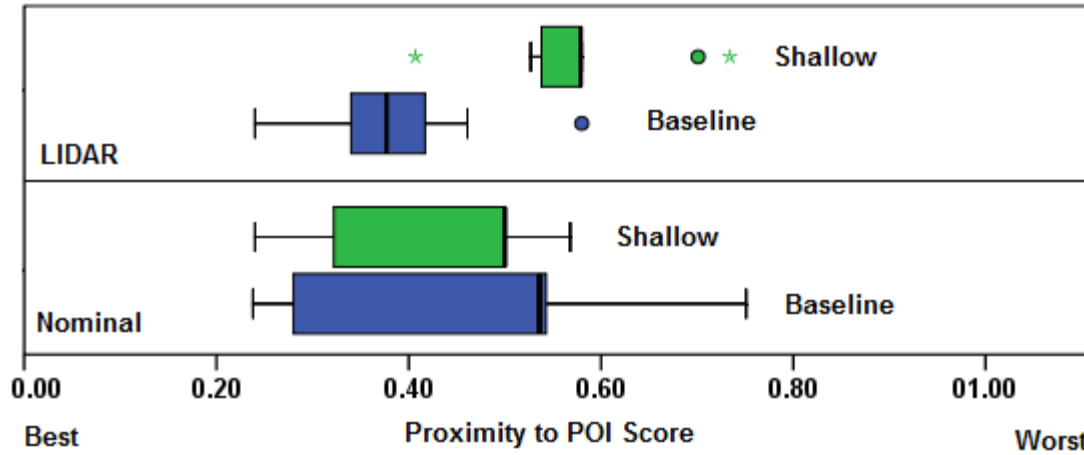 Shallow
Baseline
LIDAR
Shallow
Baseline
Nominal
0.00 0.20 0.40 0.60 0.80 01.00
Best Proximity to POI Score Worst